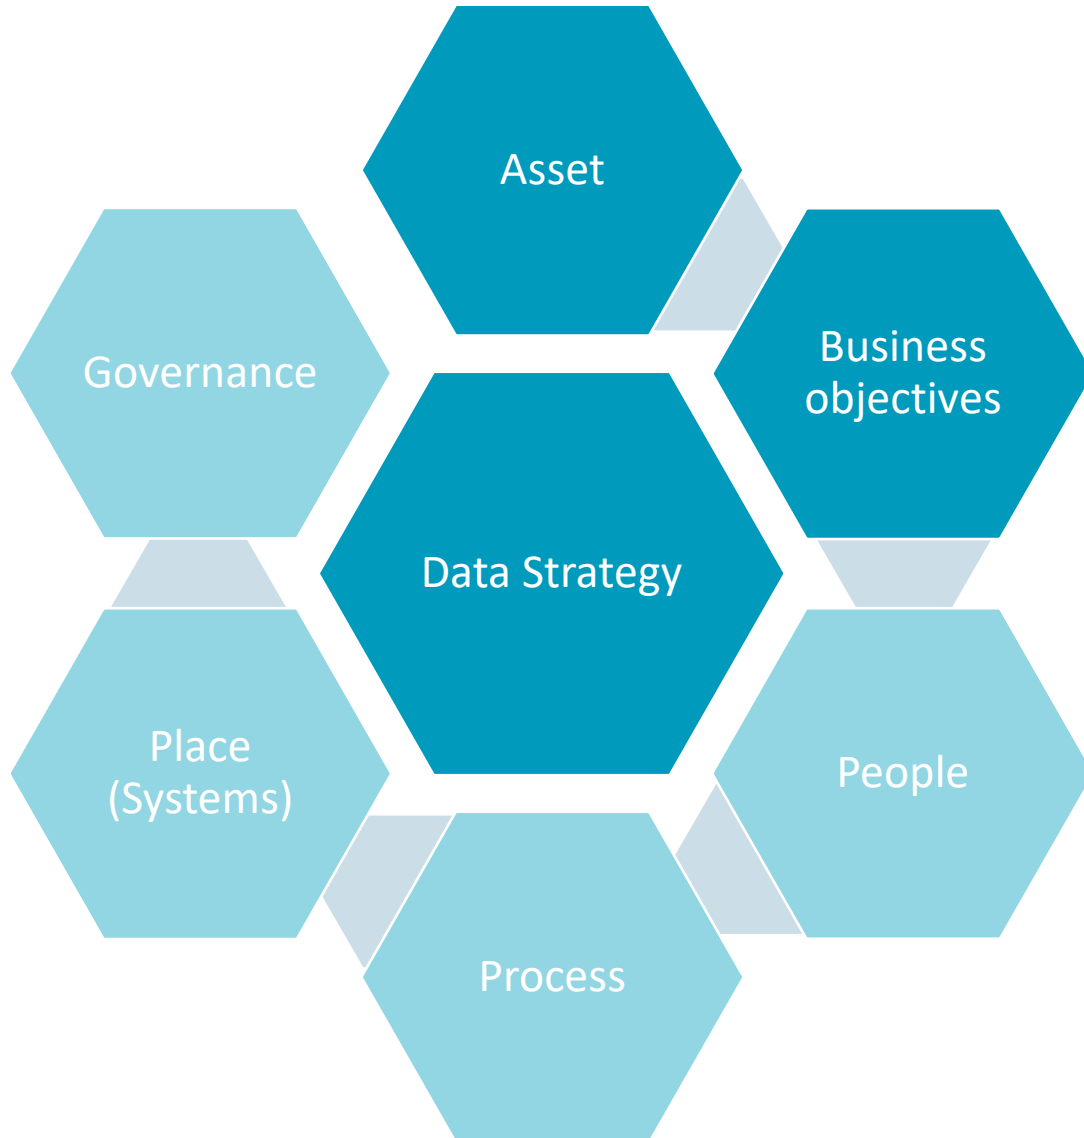 Asset
Business
objectives
Governance
Data Strategy
Place
(Systems)
People
Process